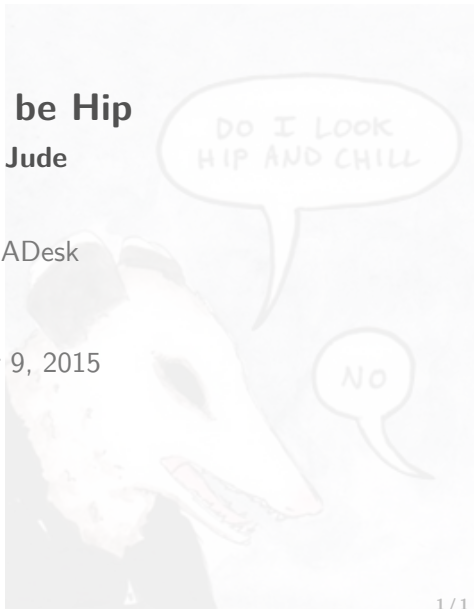 be Hip
Jude
DO I LOOK
HIP AND CHILL
ADesk
9, 2015
NO
1/1